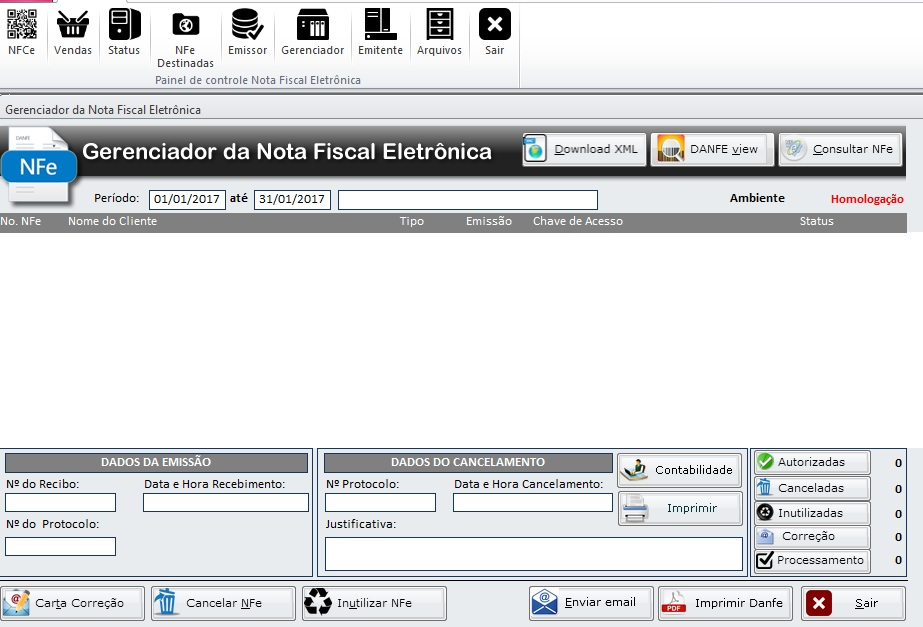 NFCe Vendas Status NFe Destinadas Emissor Gerenciador Emitente Arquivos Sair
Painel de controle Nota Fiscal Eletrônica
Gerenciador da Nota Fiscal Eletrônica
DANFE
NFe
Gerenciador da Nota Fiscal Eletrônica Download XML DANFE view Consultar NFe
Período: 01/01/2017 até 31/01/2017 Ambiente Homologação
No. NFe Nome do Cliente Tipo Emissão Chave de Acesso Status
DADOS DA EMISSÃO
Nº do Recibo: Data e Hora Recebimento:
Nº do Protocolo:
DADOS DO CANCELAMENTO
Nº Protocolo: Data e Hora Cancelamento:
Justificativa:
Contabilidade
Imprimir
Autorizadas 0
Canceladas 0
Inutilizadas 0
Correção 0
Processamento 0
Carta Correção Cancelar NFe Inutilizar NFe Enviar email PDF Imprimir Danfe Sair